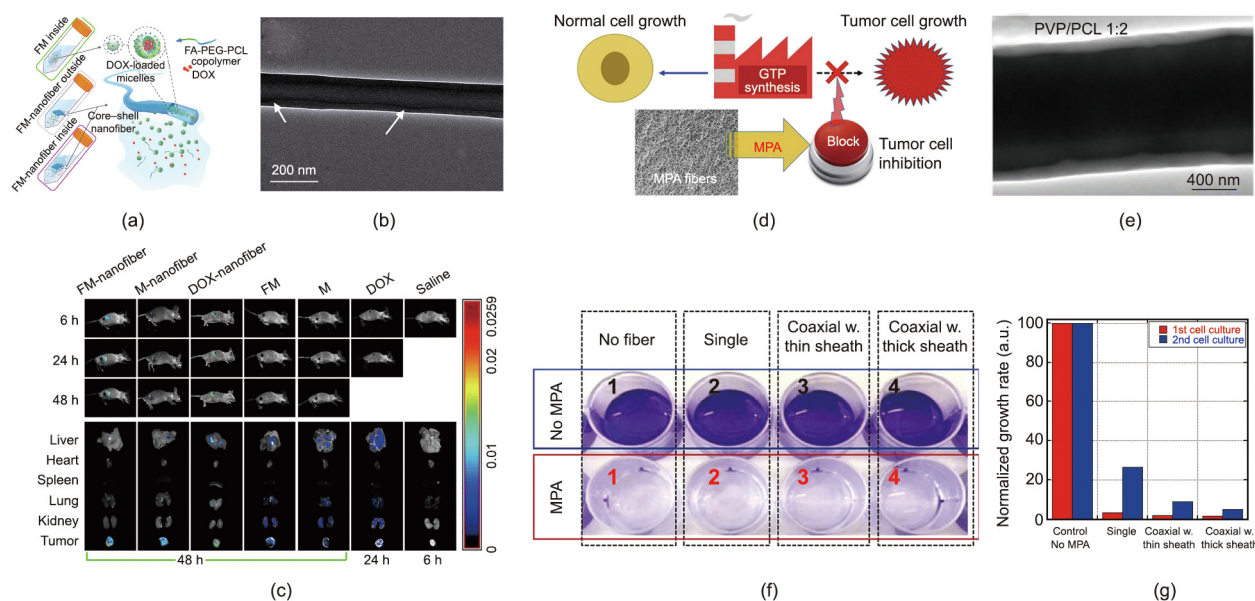 FM inside
FM-nanofiber outside
FM-nanofiber inside
DOX-loaded
micelles
FA-PEG-PCL
copolymer
DOX
Core–shell
nanofiber
(a)
200 nm
(b)
Normal cell growth
Tumor cell growth
GTP
synthesis
MPA
Block
Tumor cell
inhibition
MPA fibers
(d)
PVP/PCL 1:2
400 nm
(e)
FM-nanofiber
M-nanofiber
DOX-nanofiber
FM
M
DOX
Saline
6 h
24 h
48 h
Liver
Heart
Spleen
Lung
Kidney
Tumor
48 h
24 h
6 h
0.0259
0.02
0.01
0
(c)
No fiber
Single
Coaxial w.
thin sheath
Coaxial w.
thick sheath
No MPA
1
2
3
4
MPA
1
2
3
4
(f)
Normalized growth rate (a.u.)
100
80
60
40
20
0
1st cell culture
2nd cell culture
Control
No MPA
Single
Coaxial w.
thin sheath
Coaxial w.
thick sheath
(g)